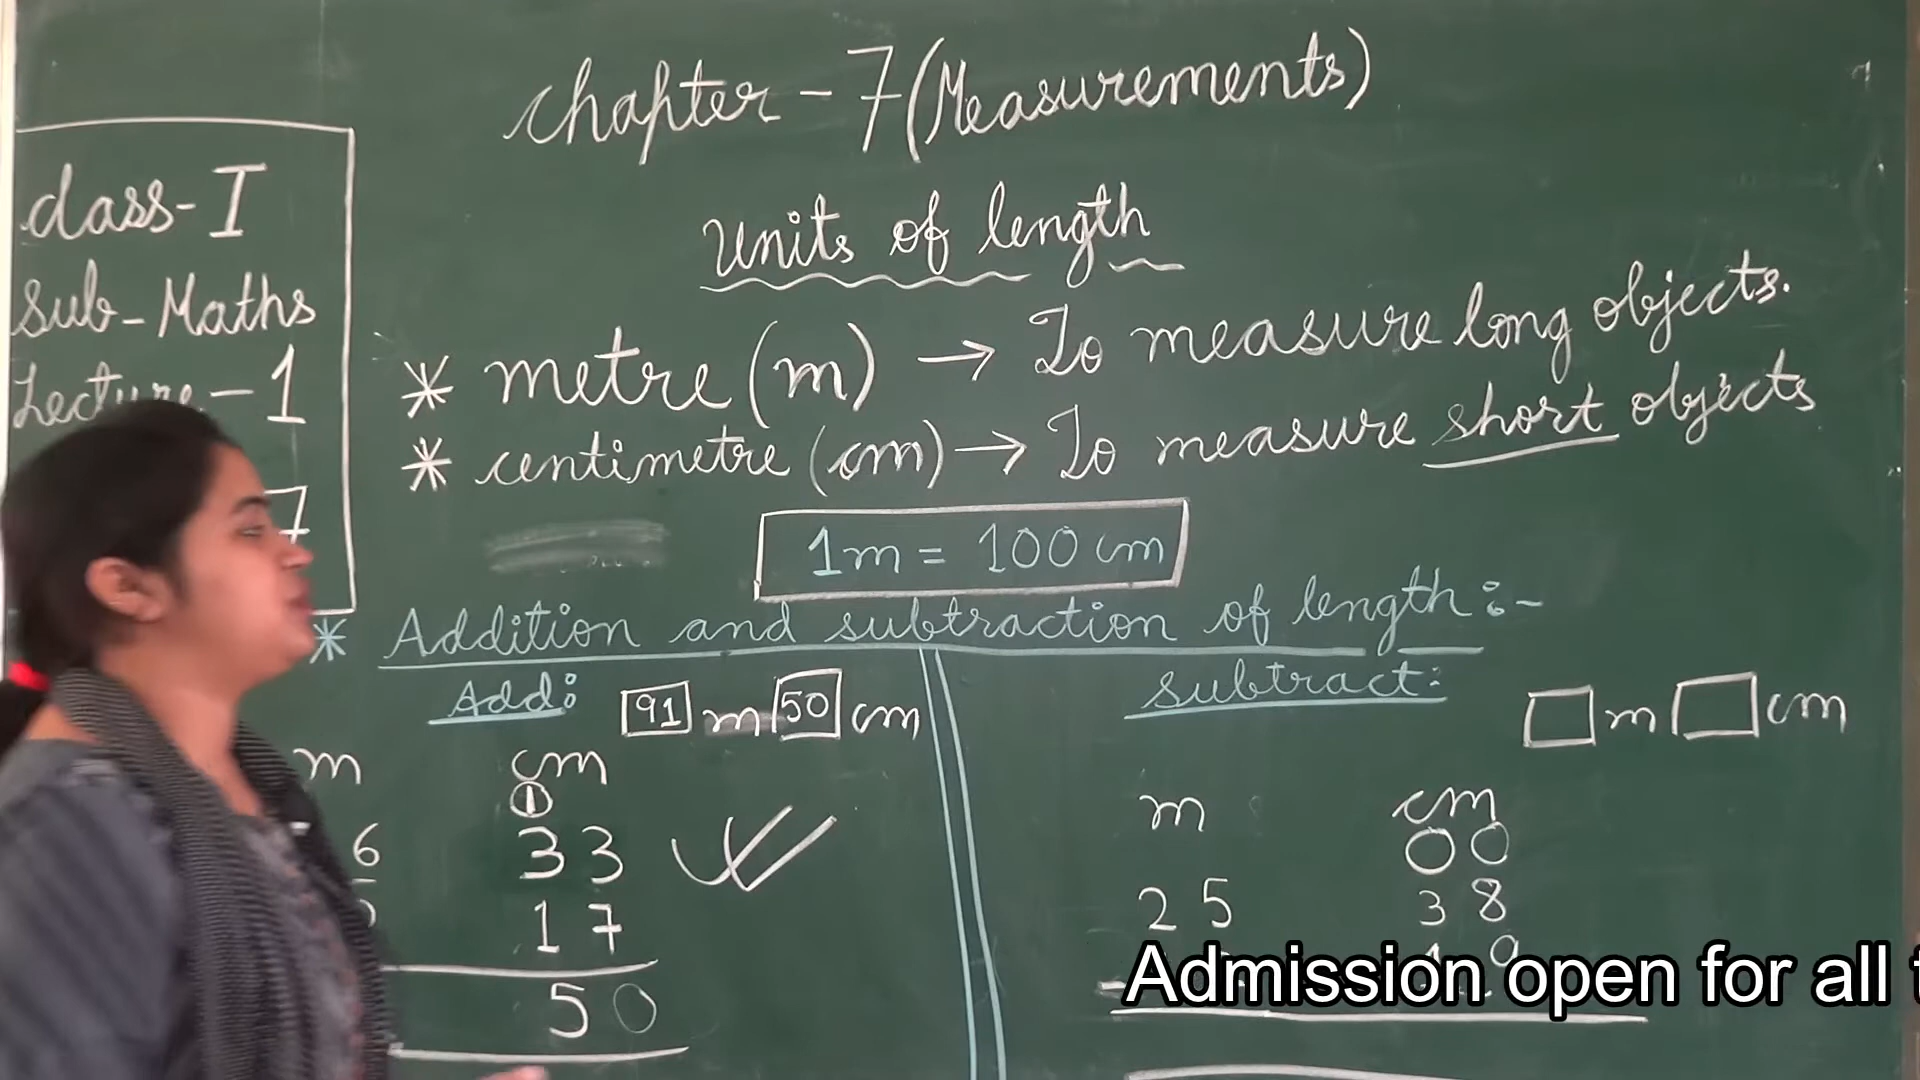 Chapter - 7 (Measurements)
Class - I
Sub - Maths
Lecture - 1
7
Units of length
* metre (m) → To measure long objects.
* centimetre (cm) → To measure short objects
1m = 100 cm
* Addition and subtraction of length :-
Add:
91 m 50 cm
m cm
1
6 33
17
50
subtract:
m cm
m cm
00
25 38
Admission open for all